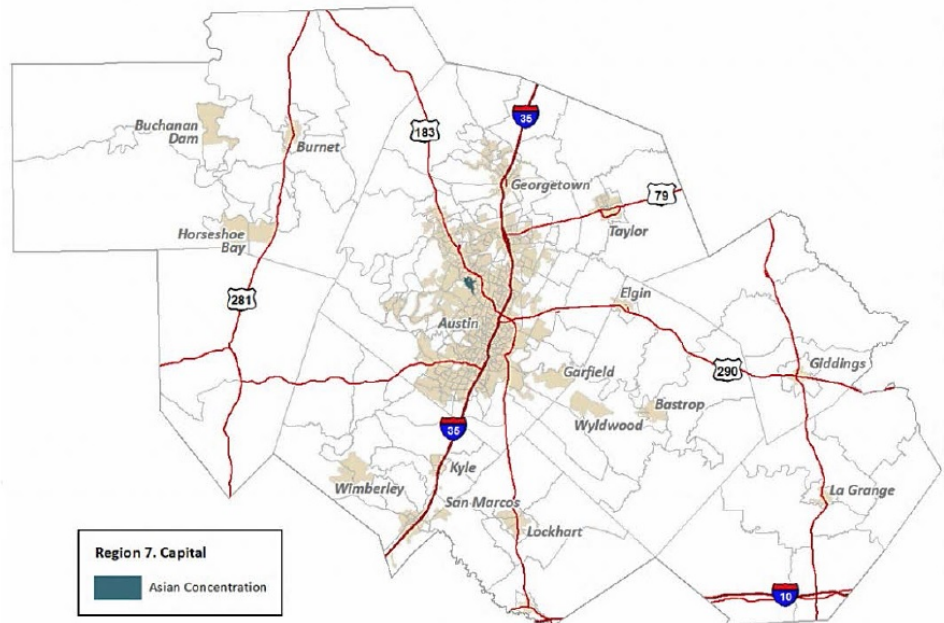 35
183
Buchanan
Dam
Burnet
Georgetown
79
Taylor
Horseshoe
Bay
281
Elgin
Austin
Giddings
290
Garfield
Bastrop
Wyldwood
35
Kyle
Wimberley
La Grange
San Marcos
Lockhart
Region 7. Capital
Asian Concentration
10